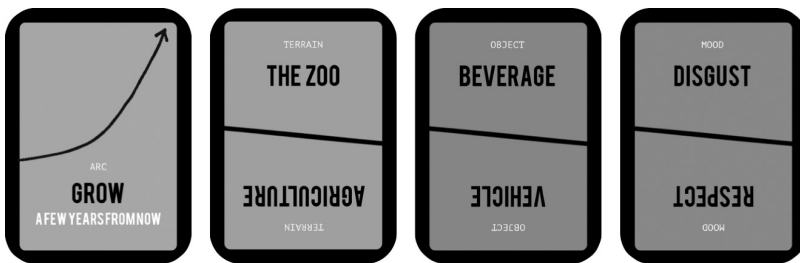 ARC
GROW
A FEW YEARS FROM NOW
TERRAIN
THE ZOO
AGRICULTURE
TERRAIN
OBJECT
BEVERAGE
VEHICLE
OBJECT
MOOD
DISGUST
RESPECT
MOOD